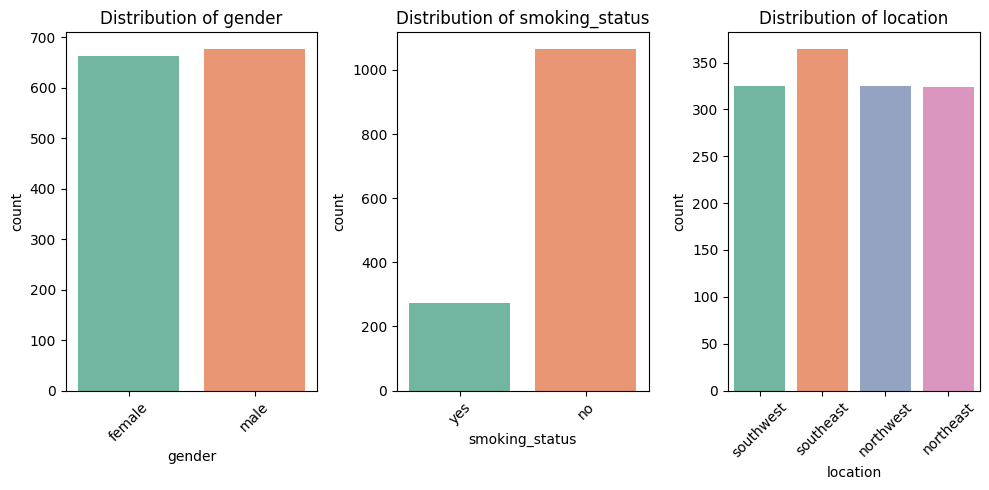 Distribution of gender
700
600
500
400
300
200
100
0
count
female
male
gender
Distribution of smoking_status
1000
800
600
400
200
0
count
yes
no
smoking_status
Distribution of location
350
300
250
200
150
100
50
0
count
southwest
southeast
northwest
northeast
location